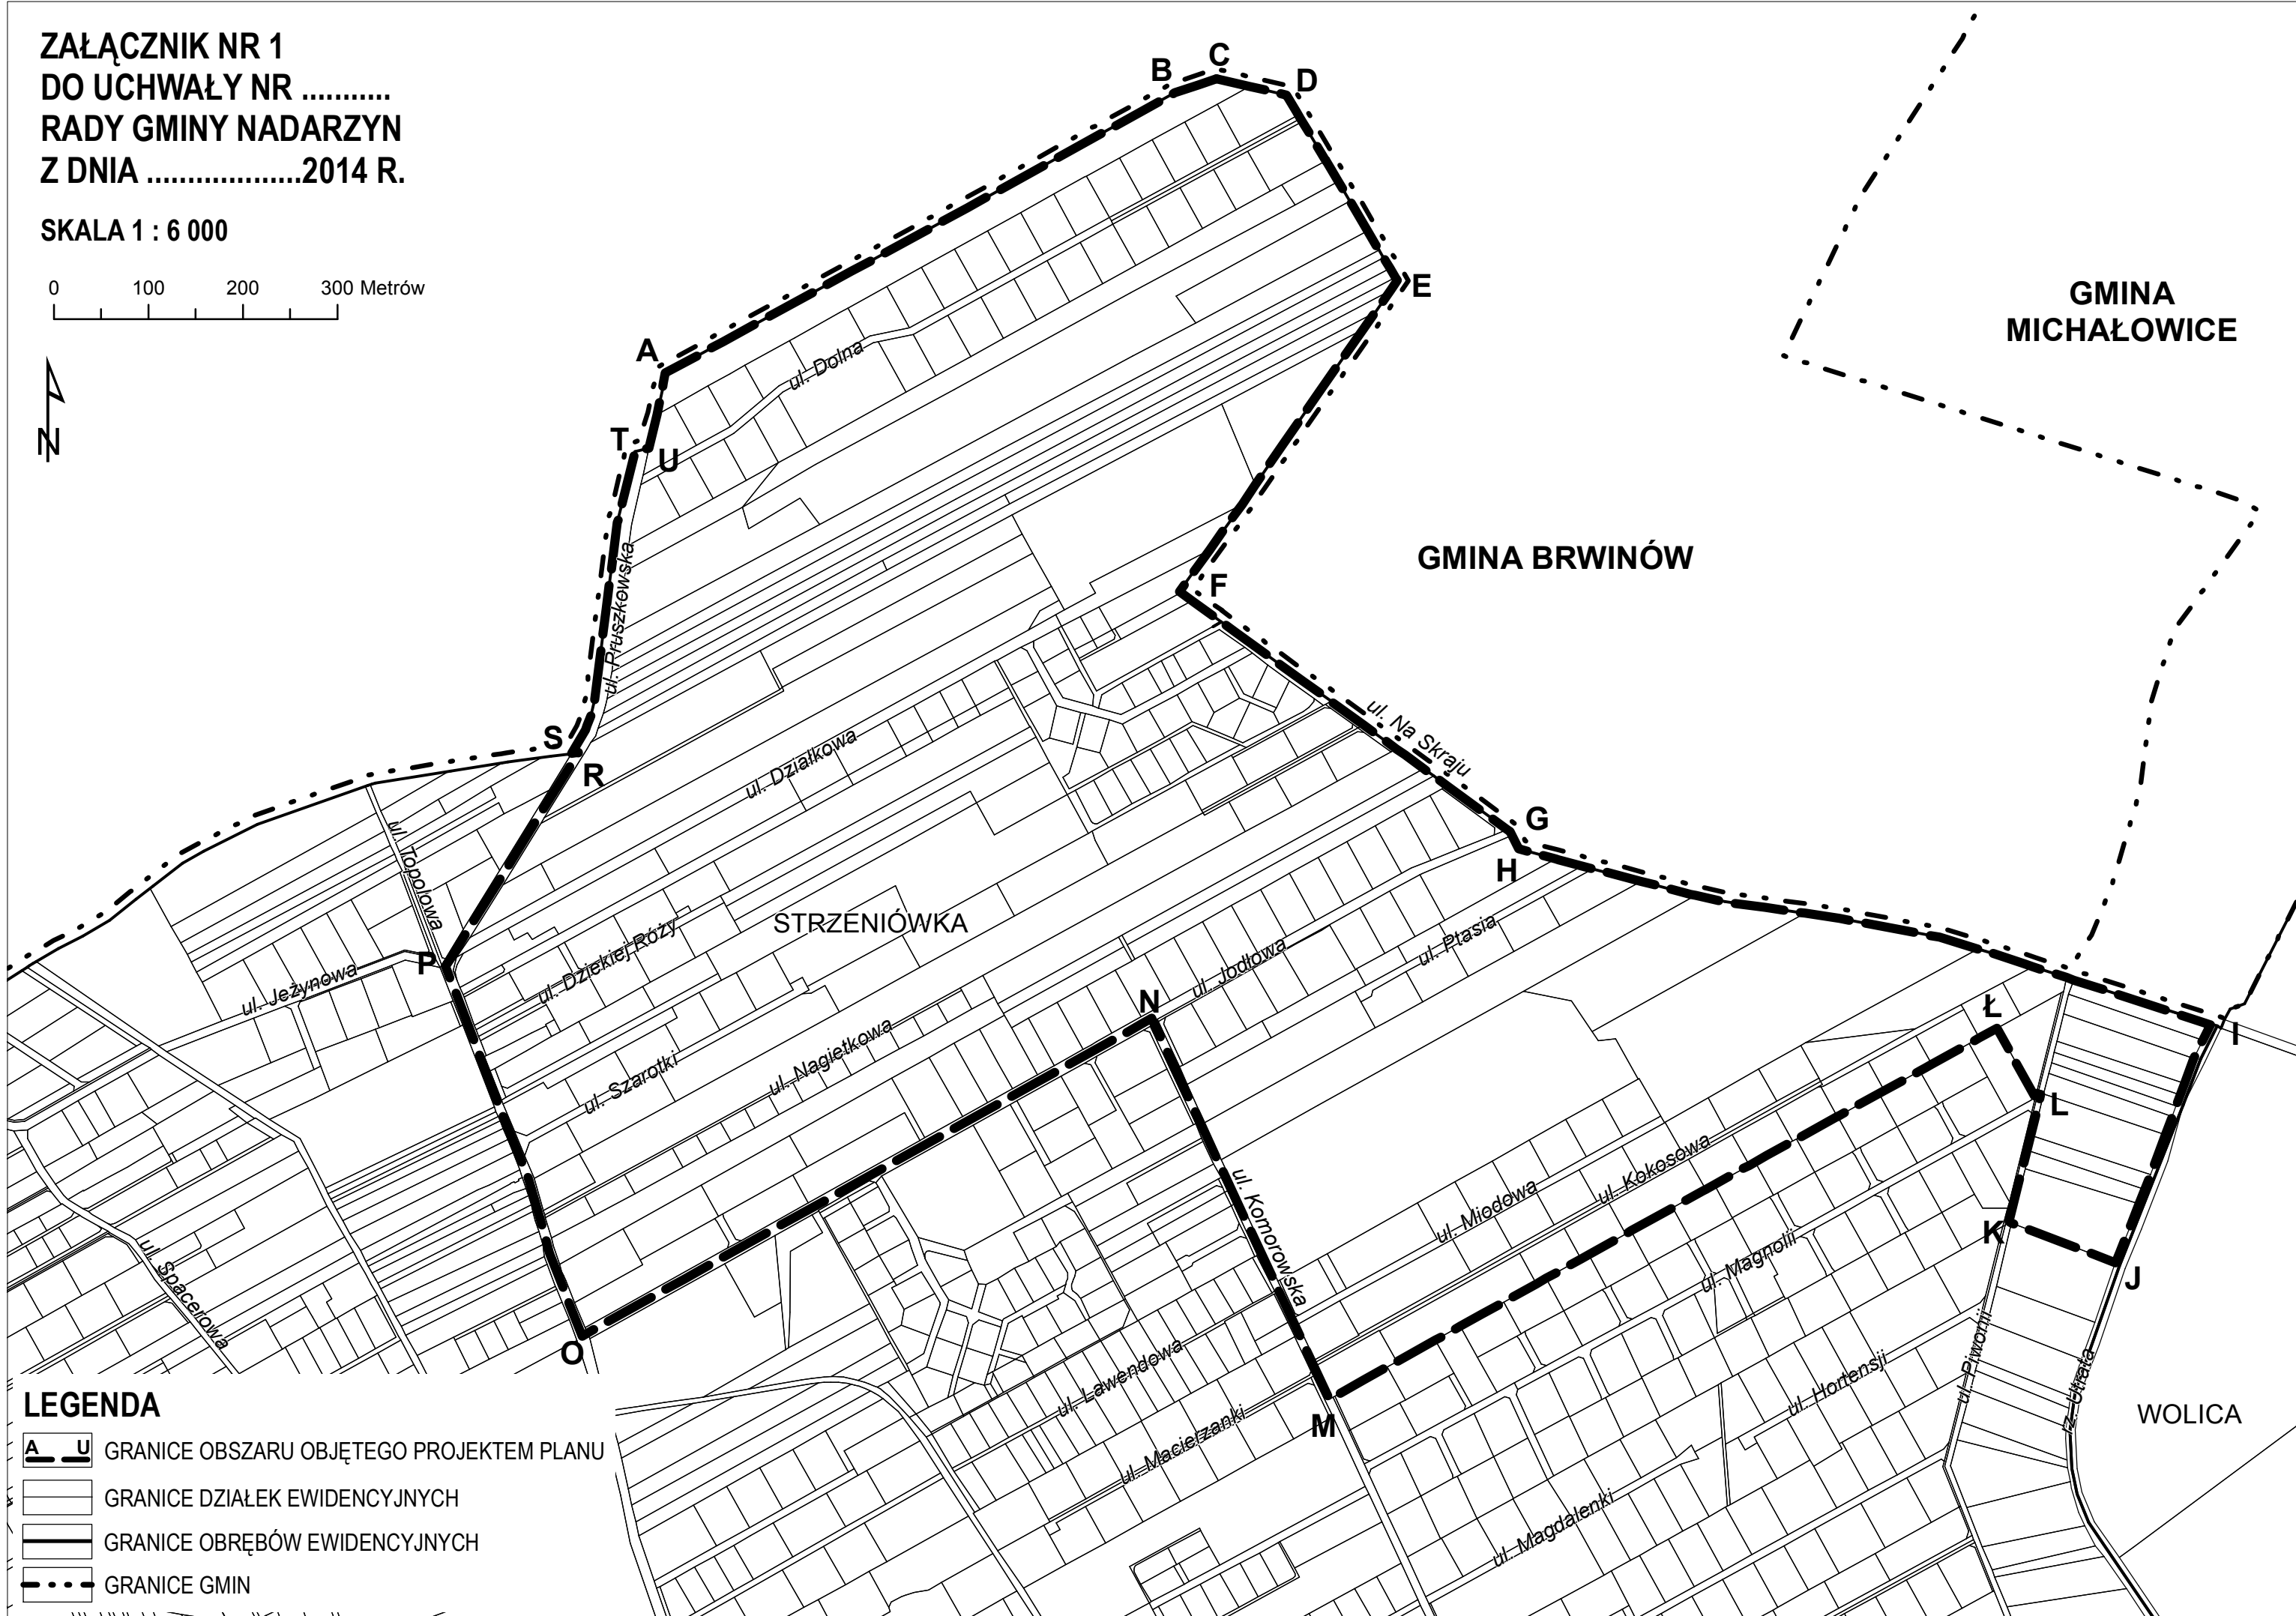 ZAŁĄCZNIK NR 1
DO UCHWAŁY NR ...........
RADY GMINY NADARZYN
Z DNIA ...................2014 R.
SKALA 1 : 6 000
0 100 200 300 Metrów
N
A
B
C
D
E
F
G
H
I
J
K
L
Ł
M
N
O
P
R
S
T
U
GMINA
MICHAŁOWICE
GMINA BRWINÓW
STRZENIÓWKA
WOLICA
ul. Dolna
ul. Pruszkowska
ul. Działkowa
ul. Na Skraju
ul. Topolowa
ul. Jeżynowa
ul. Dziekiej Róży
ul. Szarotki
ul. Nagietkowa
ul. Jodłowa
ul. Ptasia
ul. Komorowska
ul. Miodowa
ul. Kokosowa
ul. Magnolii
ul. Lawendowa
ul. Macierzanki
ul. Hortensji
ul. Magdalenki
ul. Piwonii
rz. Utrata
ul. Spacerowa
LEGENDA
A U GRANICE OBSZARU OBJĘTEGO PROJEKTEM PLANU
GRANICE DZIAŁEK EWIDENCYJNYCH
GRANICE OBRĘBÓW EWIDENCYJNYCH
GRANICE GMIN